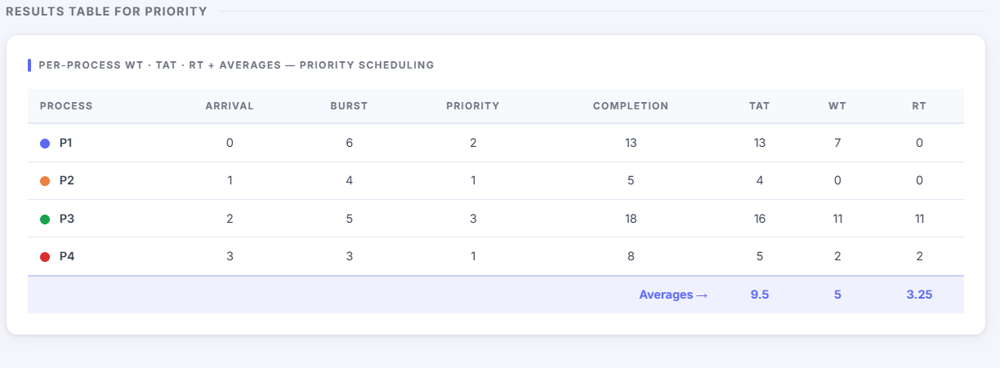 RESULTS TABLE FOR PRIORITY
PER-PROCESS WT · TAT · RT + AVERAGES — PRIORITY SCHEDULING
PROCESS ARRIVAL BURST PRIORITY COMPLETION TAT WT RT
P1 0 6 2 13 13 7 0
P2 1 4 1 5 4 0 0
P3 2 5 3 18 16 11 11
P4 3 3 1 8 5 2 2
Averages → 9.5 5 3.25